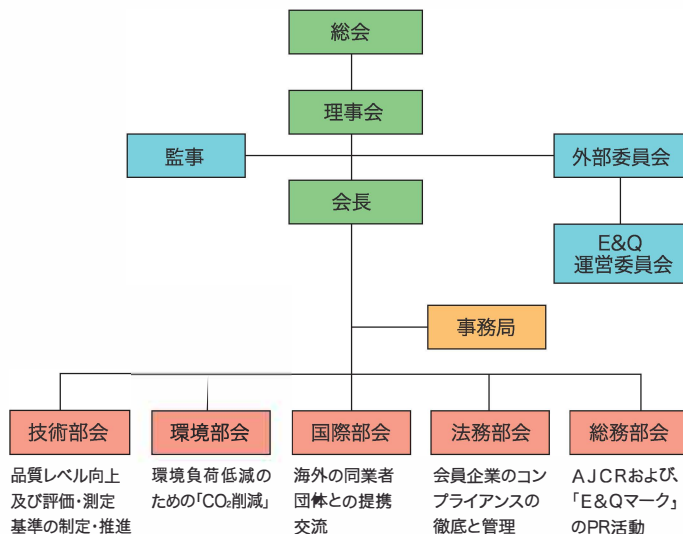 総会
理事会
監事
外部委員会
会長
E&Q
運営委員会
事務局
技術部会
環境部会
国際部会
法務部会
総務部会
品質レベル向上
及び評価・測定
基準の制定・推進
環境負荷低減の
ための「CO₂削減」
海外の同業者
団体との提携
交流
会員企業のコン
プライアンスの
徹底と管理
AJCRおよび、
「E&Qマーク」
のPR活動